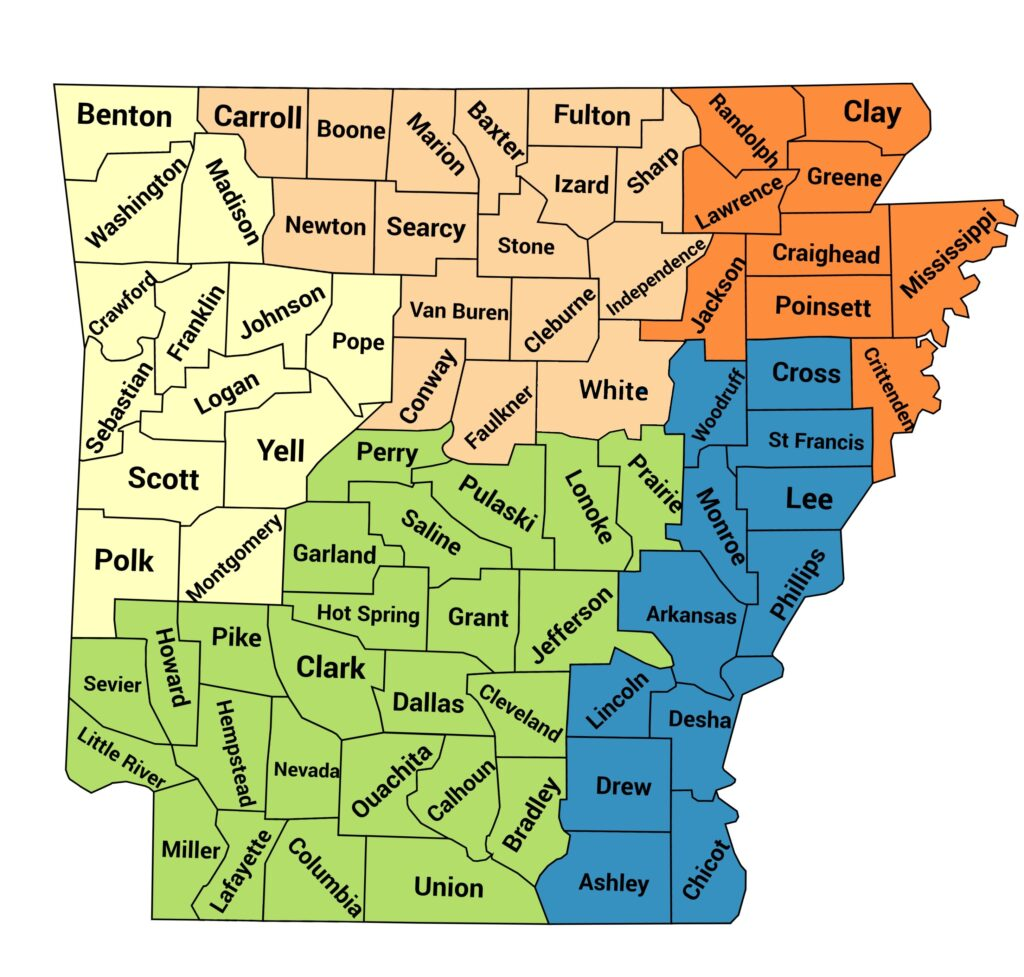 Benton
Carroll
Boone
Marion
Baxter
Fulton
Randolph
Clay
Washington
Madison
Newton
Searcy
Izard
Sharp
Lawrence
Greene
Stone
Independence
Jackson
Craighead
Mississippi
Crawford
Franklin
Johnson
Pope
Van Buren
Cleburne
Poinsett
Sebastian
Logan
Conway
Faulkner
White
Woodruff
Cross
Crittenden
Scott
Yell
Perry
Pulaski
Lonoke
Prairie
Monroe
St Francis
Lee
Polk
Montgomery
Garland
Saline
Phillips
Hot Spring
Grant
Jefferson
Arkansas
Howard
Pike
Clark
Sevier
Dallas
Cleveland
Lincoln
Desha
Little River
Hempstead
Nevada
Ouachita
Calhoun
Bradley
Drew
Miller
Lafayette
Columbia
Union
Ashley
Chicot